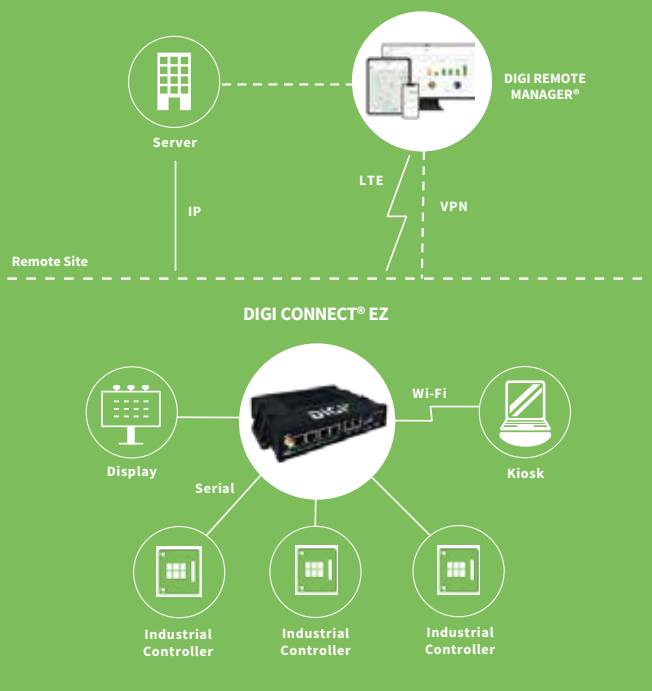 DIGI REMOTE
MANAGER®
Server
LTE
IP
VPN
Remote Site
DIGI CONNECT® EZ
DIGI
Wi-Fi
Display
Kiosk
Serial
Industrial
Controller
Industrial
Controller
Industrial
Controller